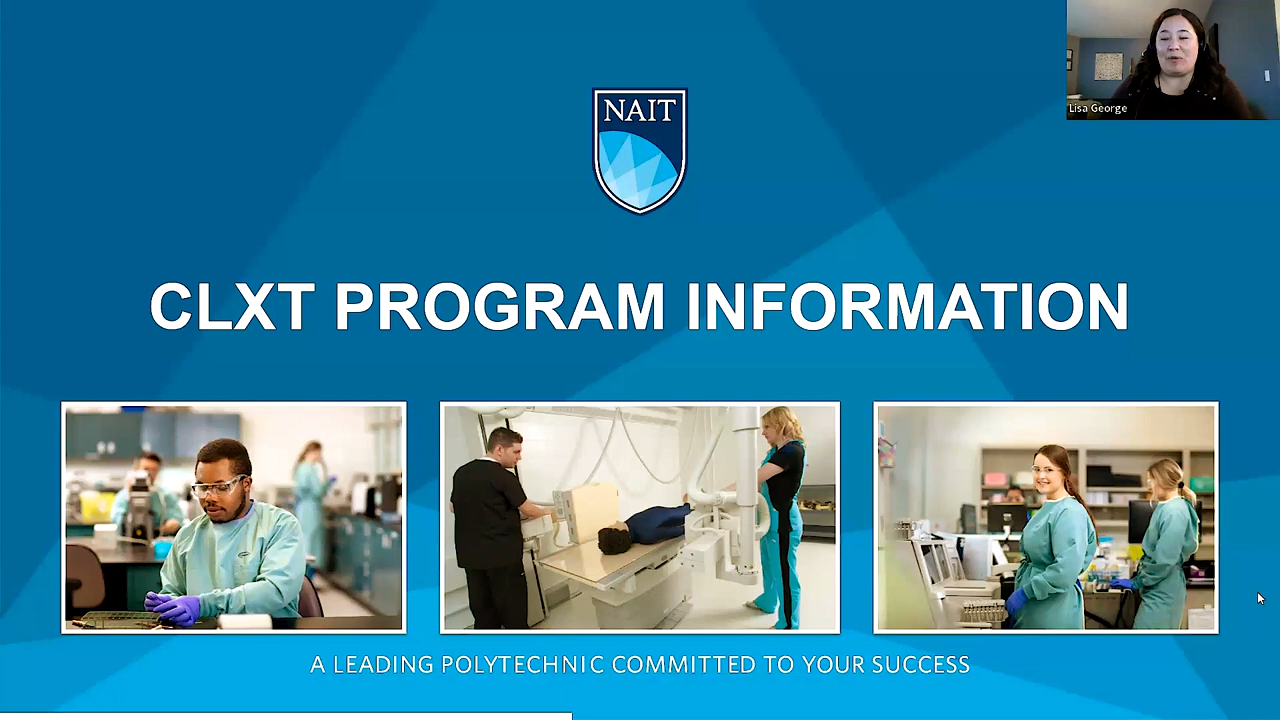 Lisa George
NAIT
CLXT PROGRAM INFORMATION
A LEADING POLYTECHNIC COMMITTED TO YOUR SUCCESS